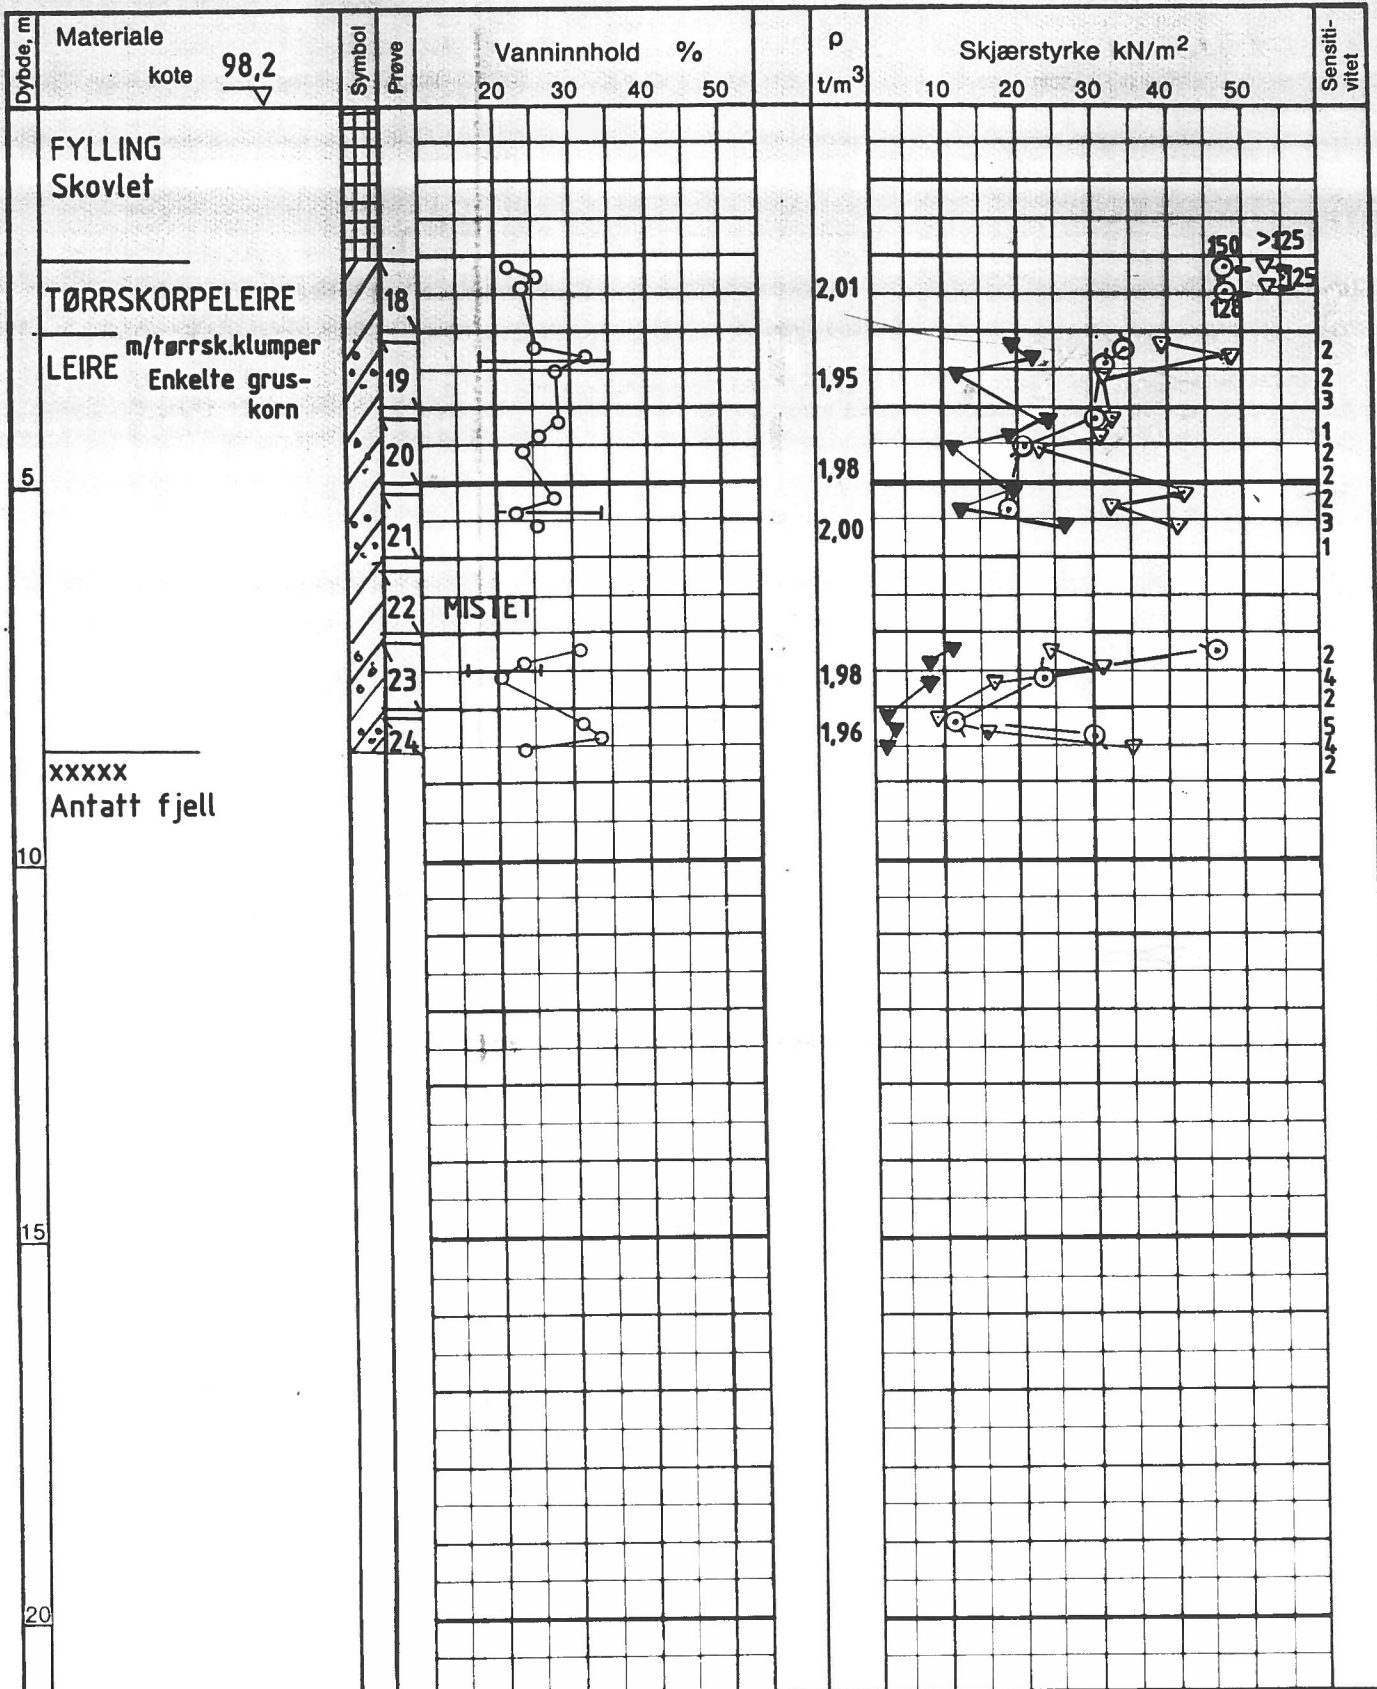 Dybde, m
Materiale
kote 98,2
Symbol
Prøve
Vanninnhold %
20 30 40 50
ρ
t/m³
Skjærstyrke kN/m²
10 20 30 40 50
Sensiti-
vitet
FYLLING
Skovlet
150 >125
TØRRSKORPELEIRE
18
2,01
128
m/tørrsk.klumper
LEIRE
Enkelte grus-
korn
19
1,95
2
2
3
20
1,98
1
2
2
5
21
2,00
2
3
1
22
MISTET
23
1,98
2
4
2
24
1,96
5
4
2
xxxxx
Antatt fjell
10
15
20